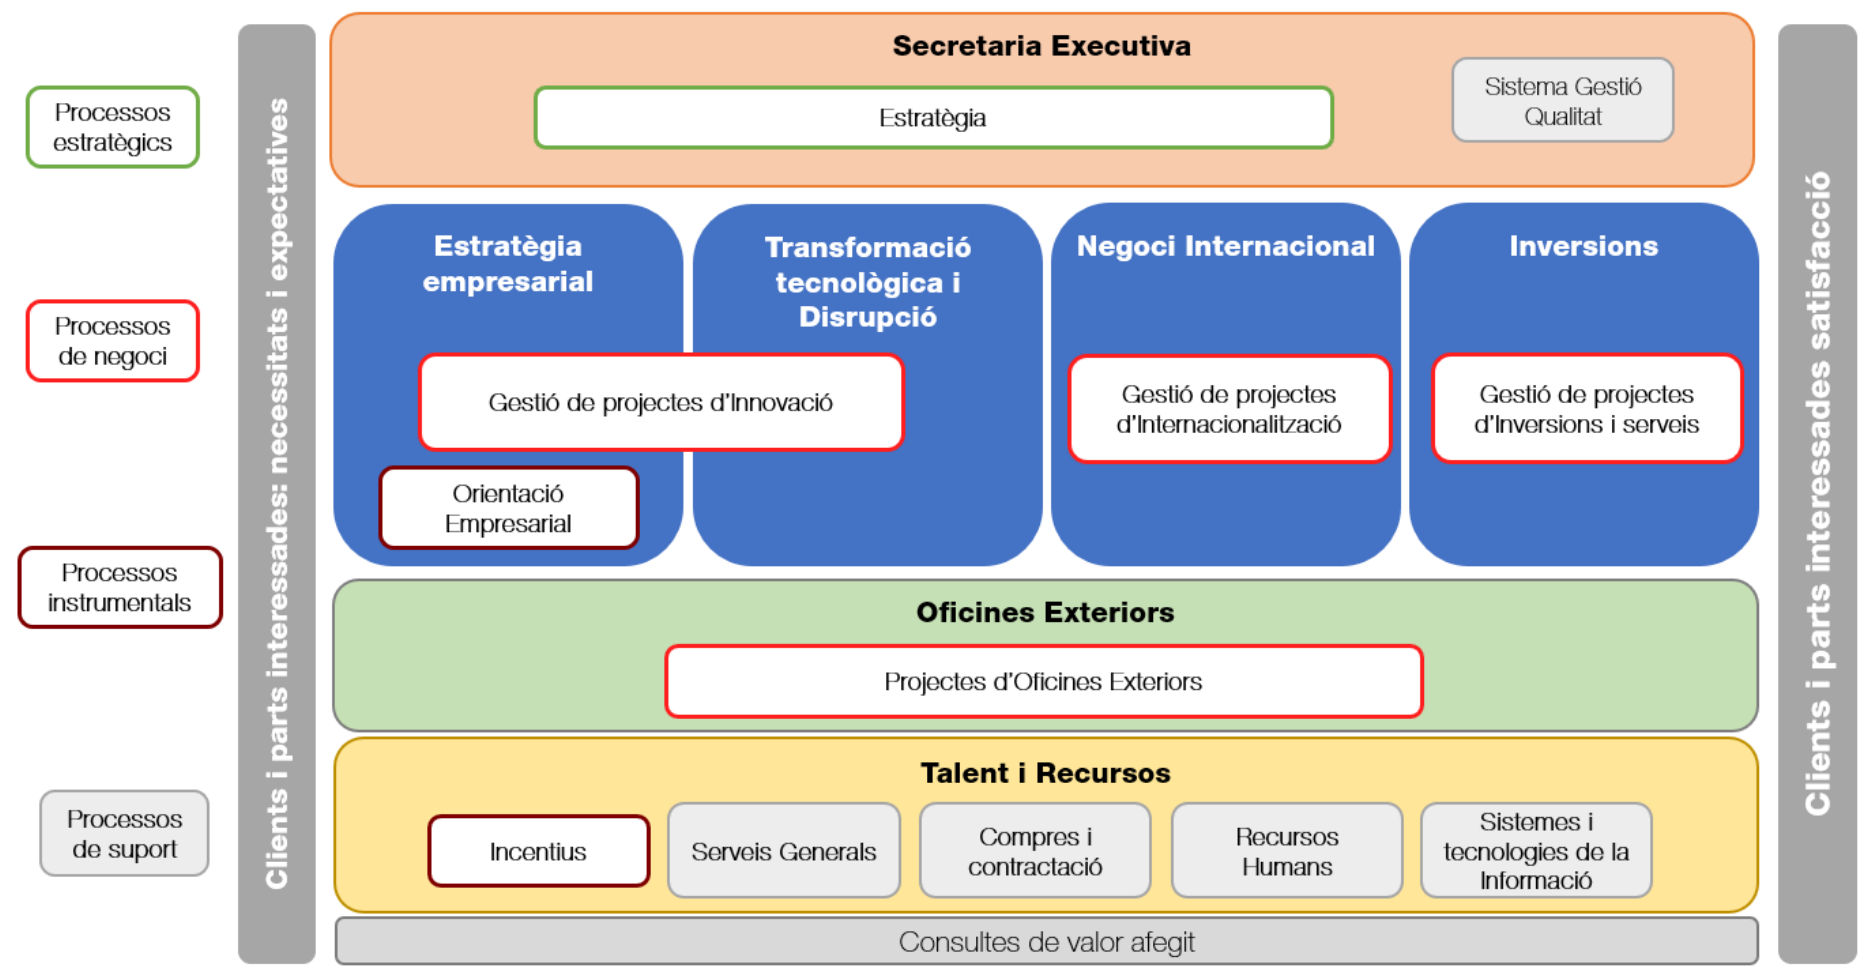 Processos
estratègics
Processos
de negoci
Processos
instrumentals
Processos
de suport
Clients i parts interessades: necessitats i expectatives
Secretaria Executiva
Estratègia
Sistema Gestió
Qualitat
Estratègia
empresarial
Transformació
tecnològica i
Disrupció
Negoci Internacional
Inversions
Gestió de projectes d'Innovació
Gestió de projectes
d'Internacionalització
Gestió de projectes
d'Inversions i serveis
Orientació
Empresarial
Oficines Exteriors
Projectes d'Oficines Exteriors
Talent i Recursos
Incentius
Serveis Generals
Compres i
contractació
Recursos
Humans
Sistemes i
tecnologies de la
Informació
Consultes de valor afegit
Clients i parts interessades satisfacció